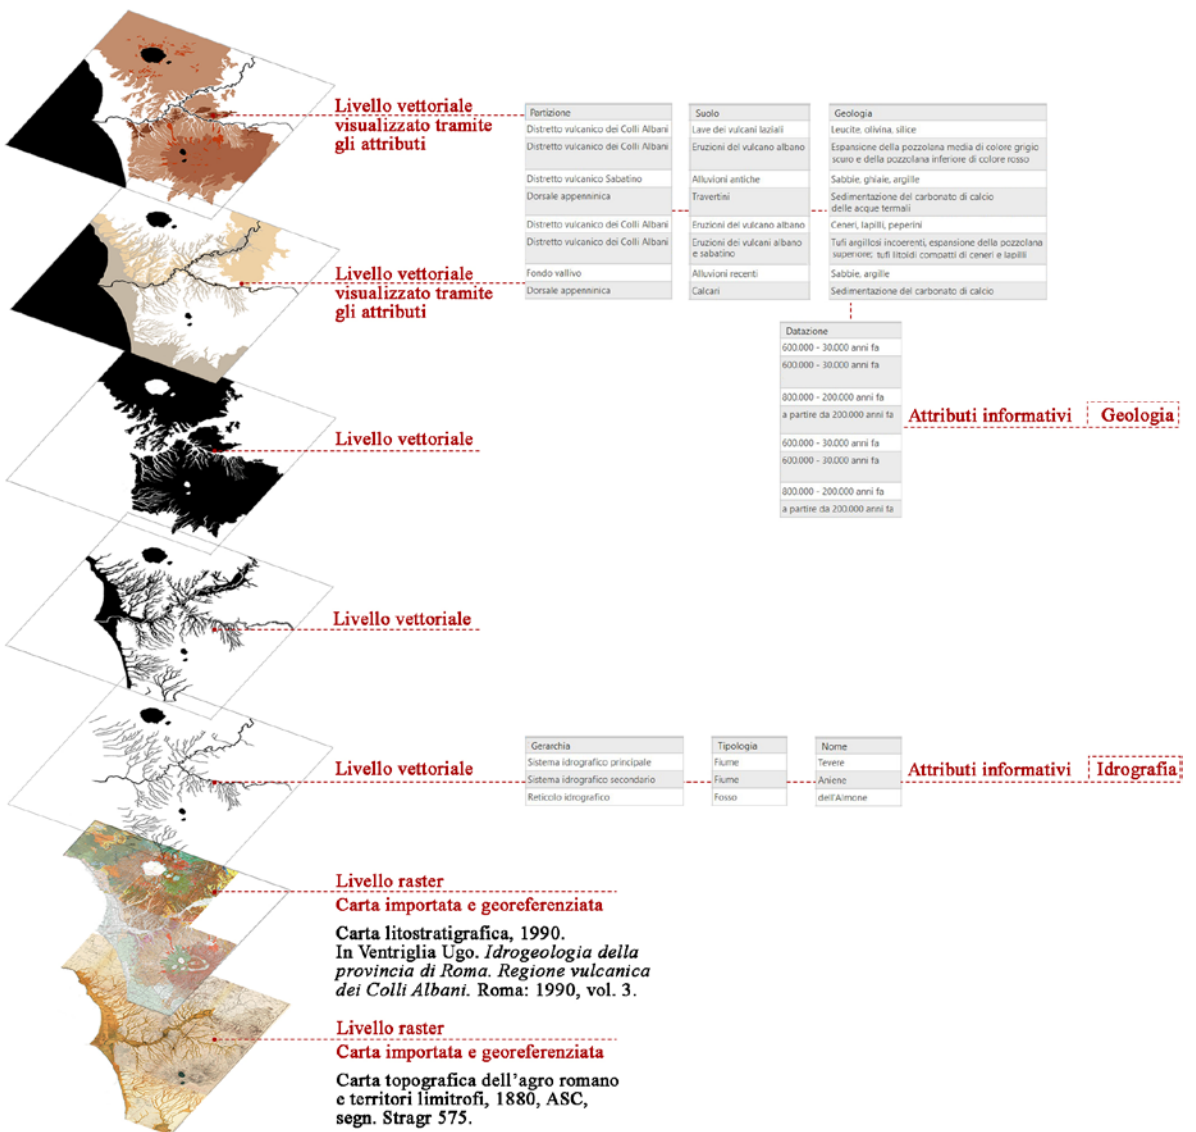 Livello vettoriale
visualizzato tramite
gli attributi
Partizione Suolo Geologia
Distretto vulcanico dei Colli Albani Lave dei vulcani laziali Leucite, olivina, silice
Distretto vulcanico dei Colli Albani Eruzioni del vulcano albano Espansione della pozzolana media di colore grigio
scuro e della pozzolana inferiore di colore rosso
Distretto vulcanico Sabatino Alluvioni antiche Sabbie, ghiaie, argille
Dorsale appenninica Travertini Sedimentazione del carbonato di calcio
delle acque termali
Distretto vulcanico dei Colli Albani Eruzioni del vulcano albano Ceneri, lapilli, peperini
Distretto vulcanico dei Colli Albani Eruzioni dei vulcani albano Tufi argillosi incoerenti, espansione della pozzolana
e sabatino superiore; tufi litoidi compatti di ceneri e lapilli
Fondo vallivo Alluvioni recenti Sabbie, argille
Dorsale appenninica Calcari Sedimentazione del carbonato di calcio
Livello vettoriale
visualizzato tramite
gli attributi
Datazione
600.000 - 30.000 anni fa
600.000 - 30.000 anni fa
800.000 - 200.000 anni fa
a partire da 200.000 anni fa
600.000 - 30.000 anni fa
600.000 - 30.000 anni fa
800.000 - 200.000 anni fa
a partire da 200.000 anni fa
Attributi informativi Geologia
Livello vettoriale
Livello vettoriale
Livello vettoriale
Gerarchia Tipologia Nome
Sistema idrografico principale Fiume Tevere
Sistema idrografico secondario Fiume Aniene
Reticolo idrografico Fosso dell'Almone
Attributi informativi Idrografia
Livello raster
Carta importata e georeferenziata
Carta litostratigrafica, 1990.
In Ventriglia Ugo. Idrogeologia della
provincia di Roma. Regione vulcanica
dei Colli Albani. Roma: 1990, vol. 3.
Livello raster
Carta importata e georeferenziata
Carta topografica dell'agro romano
e territori limitrofi, 1880, ASC,
segn. Stragr 575.